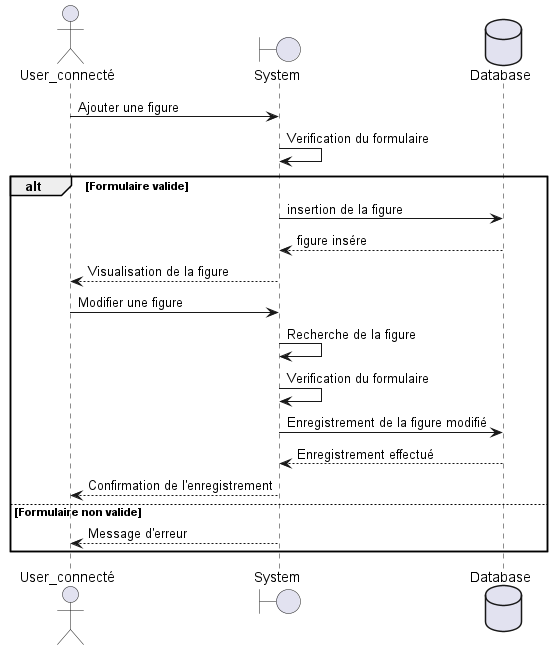 User_connecté
System
Database
Ajouter une figure
Verification du formulaire
alt
[Formulaire valide]
insertion de la figure
figure insére
Visualisation de la figure
Modifier une figure
Recherche de la figure
Verification du formulaire
Enregistrement de la figure modifié
Enregistrement effectué
Confirmation de l'enregistrement
[Formulaire non valide]
Message d'erreur
User_connecté
System
Database